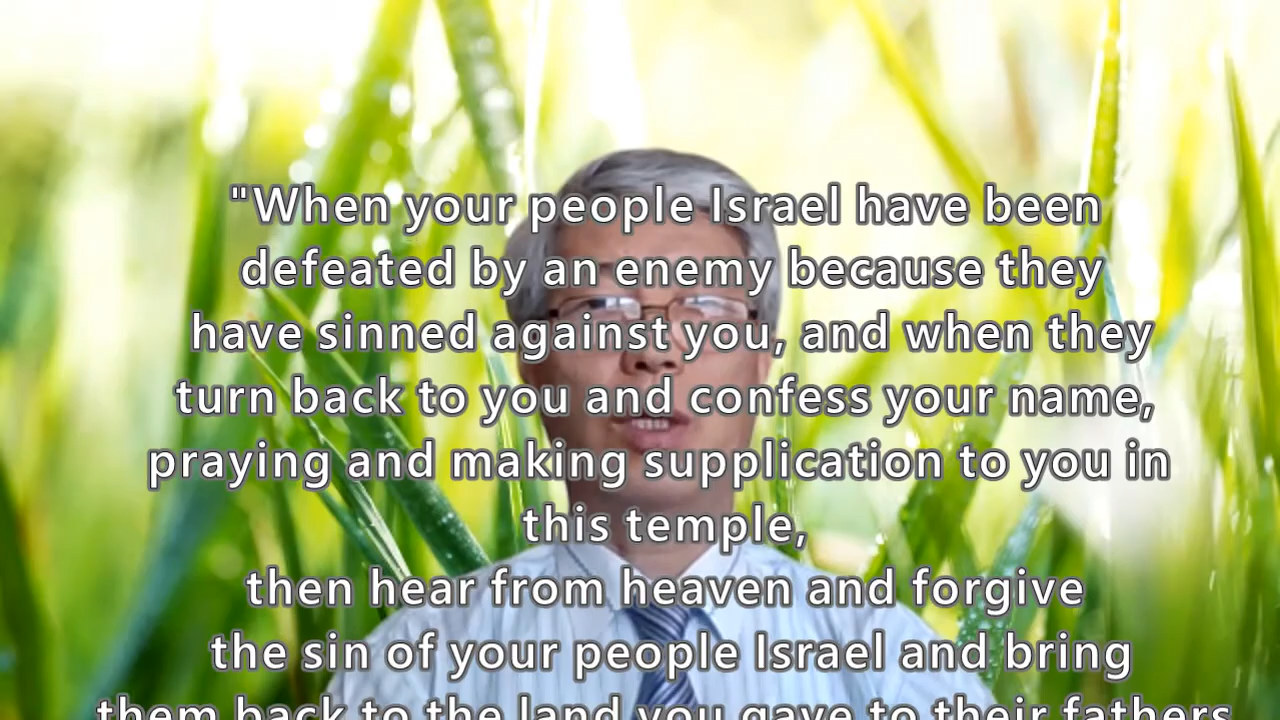 "When your people Israel have been
defeated by an enemy because they
have sinned against you, and when they
turn back to you and confess your name,
praying and making supplication to you in
this temple,
then hear from heaven and forgive
the sin of your people Israel and bring
them back to the land you gave to their fathers